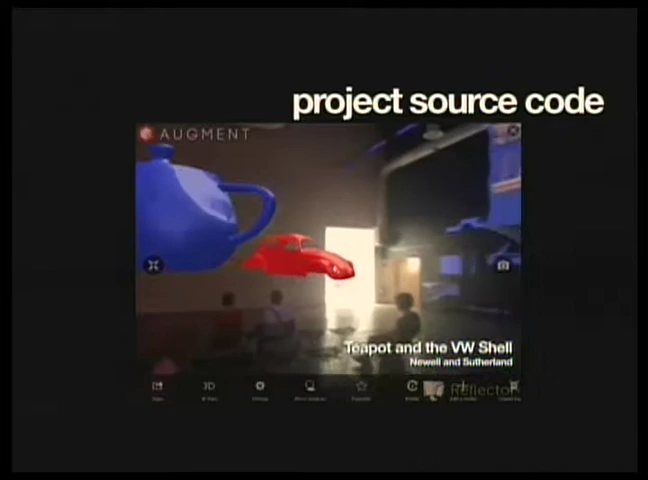 project source code
AUGMENT
Teapot and the VW Shell
Newell and Sutherland
3D
Reflector